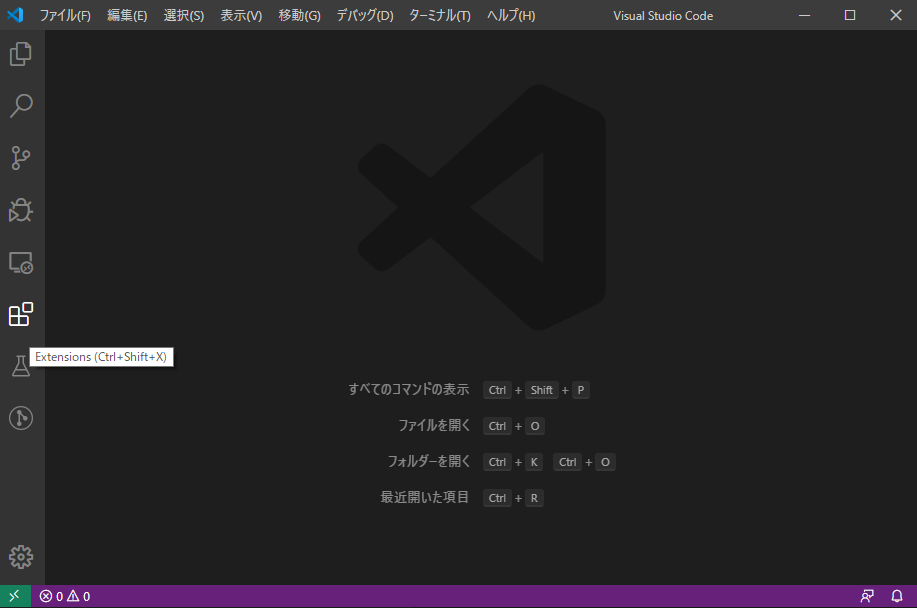 ファイル(F) 編集(E) 選択(S) 表示(V) 移動(G) デバッグ(D) ターミナル(T) ヘルプ(H) Visual Studio Code
Extensions (Ctrl+Shift+X)
すべてのコマンドの表示 Ctrl + Shift + P
ファイルを開く Ctrl + O
フォルダーを開く Ctrl + K Ctrl + O
最近開いた項目 Ctrl + R
0 0